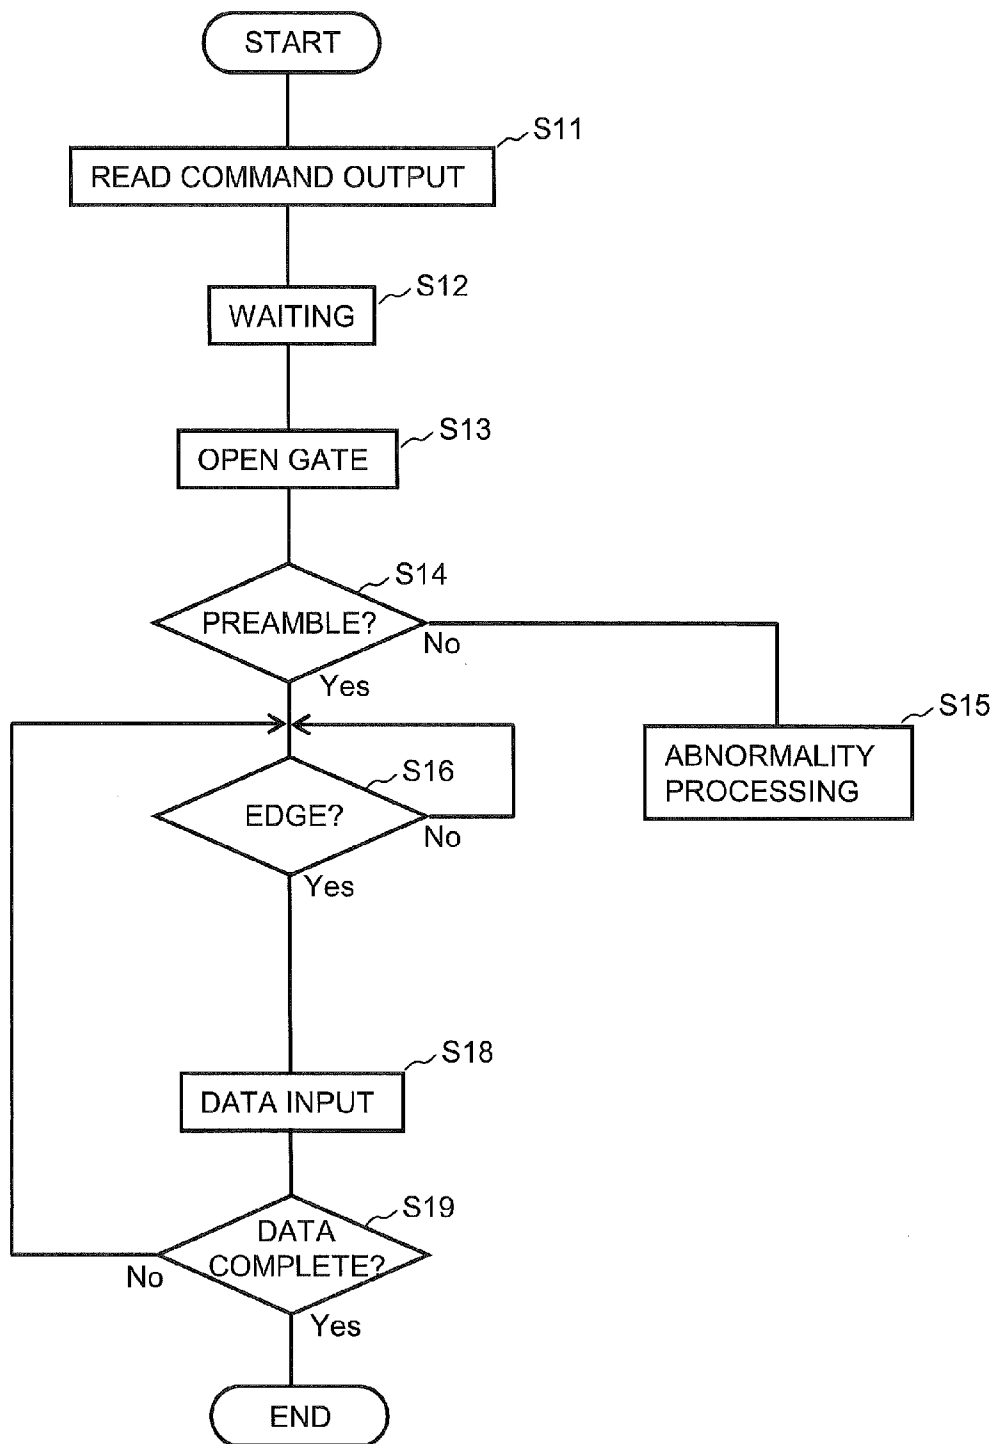 START
S11
READ COMMAND OUTPUT
S12
WAITING
S13
OPEN GATE
S14
PREAMBLE?
No
Yes
S15
ABNORMALITY
PROCESSING
S16
EDGE?
No
Yes
S18
DATA INPUT
S19
DATA
COMPLETE?
No
Yes
END